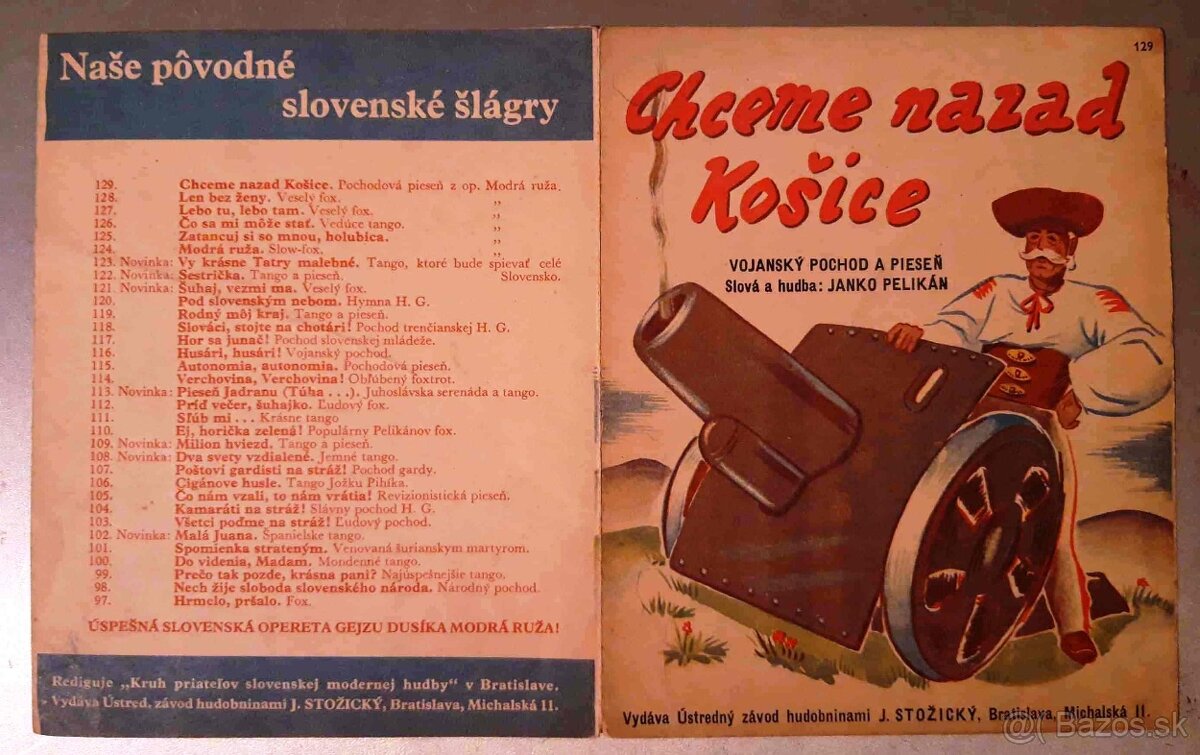 Naše pôvodné
slovenské šlágry
129. Chceme nazad Košice. Pochodová pieseň z op. Modrá ruža.
128. Len bez ženy. Veselý fox. „
127. Lebo tu, lebo tam. Veselý fox. „
126. Čo sa mi môže stať. Vedúce tango. „
125. Zatancuj si so mnou, holubica. „
124. Modrá ruža. Slow-fox. „
123. Novinka: Vy krásne Tatry malebné. Tango, ktoré bude spievať celé
122. Novinka: Sestrička. Tango a pieseň. Slovensko.
121. Novinka: Šuhaj, vezmi ma. Veselý fox.
120. Pod slovenským nebom. Hymna H. G.
119. Rodný môj kraj. Tango a pieseň.
118. Slováci, stojte na chotári! Pochod trenčianskej H. G.
117. Hor sa junač! Pochod slovenskej mládeže.
116. Husári, husári! Vojanský pochod.
115. Autonomia, autonomia. Pochodová pieseň.
114. Verchovina, Verchovina! Obľúbený foxtrot.
113. Novinka: Pieseň Jadranu (Túha . . .). Juhoslávska serenáda a tango.
112. Príď večer, šuhajko. Ľudový fox.
111. Sľúb mi . . . Krásne tango
110. Ej, horička zelená! Populárny Pelikánov fox.
109. Novinka: Milion hviezd. Tango a pieseň.
108. Novinka: Dva svety vzdialené. Jemné tango.
107. Poštoví gardisti na stráž! Pochod gardy.
106. Cigánove husle. Tango Jožku Pihíka.
105. Čo nám vzali, to nám vrátia! Revizionistická pieseň.
104. Kamaráti na stráž! Slávny pochod H. G.
103. Všetci poďme na stráž! Ľudový pochod.
102. Novinka: Malá Juana. Španielske tango.
101. Spomienka strateným. Venovaná šurianskym martyrom.
100. Do videnia, Madam. Mondenné tango.
99. Prečo tak pozde, krásna pani? Najúspešnejšie tango.
98. Nech žije sloboda slovenského národa. Národný pochod.
97. Hrmelo, pršalo. Fox.
ÚSPEŠNÁ SLOVENSKÁ OPERETA GEJZU DUSÍKA MODRÁ RUŽA!
Rediguje „Kruh priateľov slovenskej modernej hudby“ v Bratislave.
Vydáva Ústred. závod hudobninami J. STOŽICKÝ, Bratislava, Michalská 11.
129
Chceme nazad
Košice
VOJANSKÝ POCHOD A PIESEŇ
Slová a hudba: JANKO PELIKÁN
Vydáva Ústredný závod hudobninami J. STOŽICKÝ, Bratislava, Michalská 11.
Bazos.sk